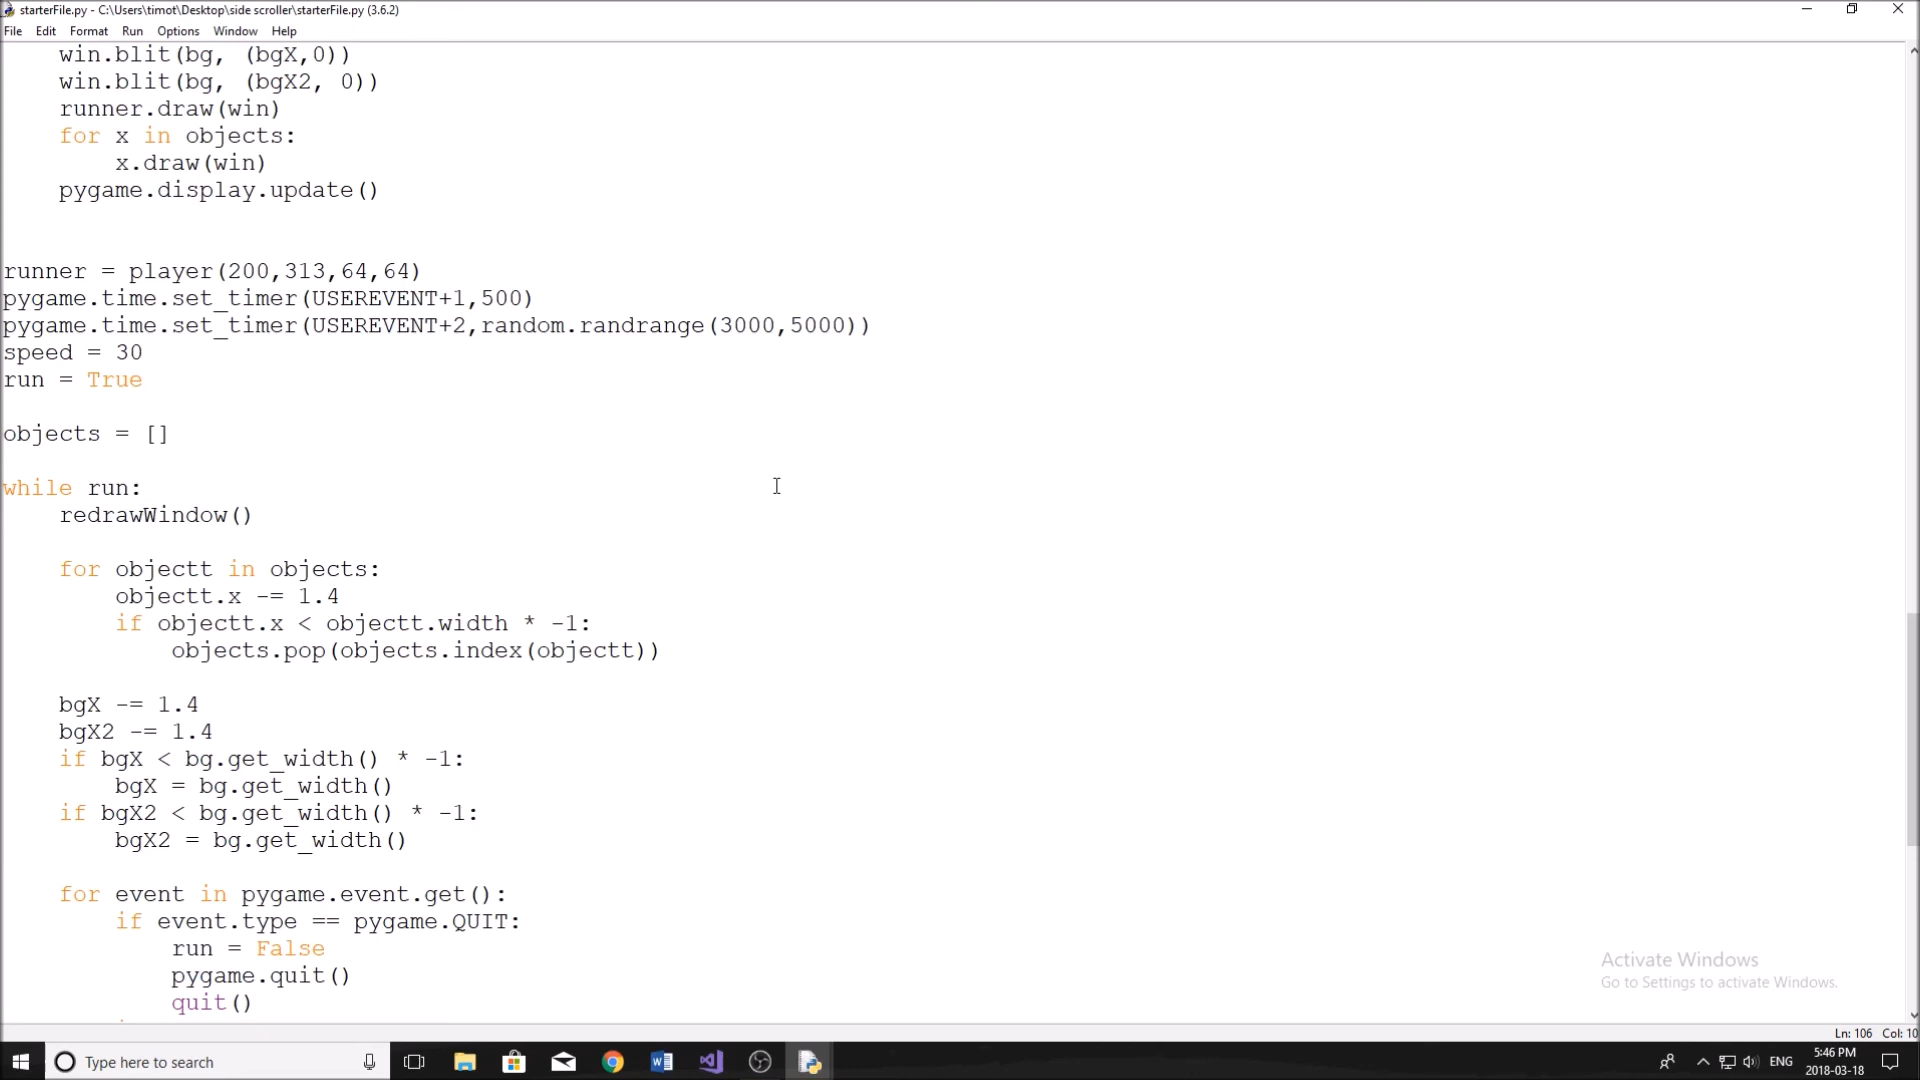 starterFile.py - C:\Users\timot\Desktop\side scroller\starterFile.py (3.6.2)
File Edit Format Run Options Window Help
win.blit(bg, (bgX,0))
win.blit(bg, (bgX2, 0))
runner.draw(win)
for x in objects:
x.draw(win)
pygame.display.update()
runner = player(200,313,64,64)
pygame.time.set_timer(USEREVENT+1,500)
pygame.time.set_timer(USEREVENT+2,random.randrange(3000,5000))
speed = 30
run = True
objects = []
while run:
redrawWindow()
for objectt in objects:
objectt.x -= 1.4
if objectt.x < objectt.width * -1:
objects.pop(objects.index(objectt))
bgX -= 1.4
bgX2 -= 1.4
if bgX < bg.get_width() * -1:
bgX = bg.get_width()
if bgX2 < bg.get_width() * -1:
bgX2 = bg.get_width()
for event in pygame.event.get():
if event.type == pygame.QUIT:
run = False
pygame.quit()
quit()
Activate Windows
Go to Settings to activate Windows.
Ln: 106 Col: 10
Type here to search
ENG
5:46 PM
2018-03-18